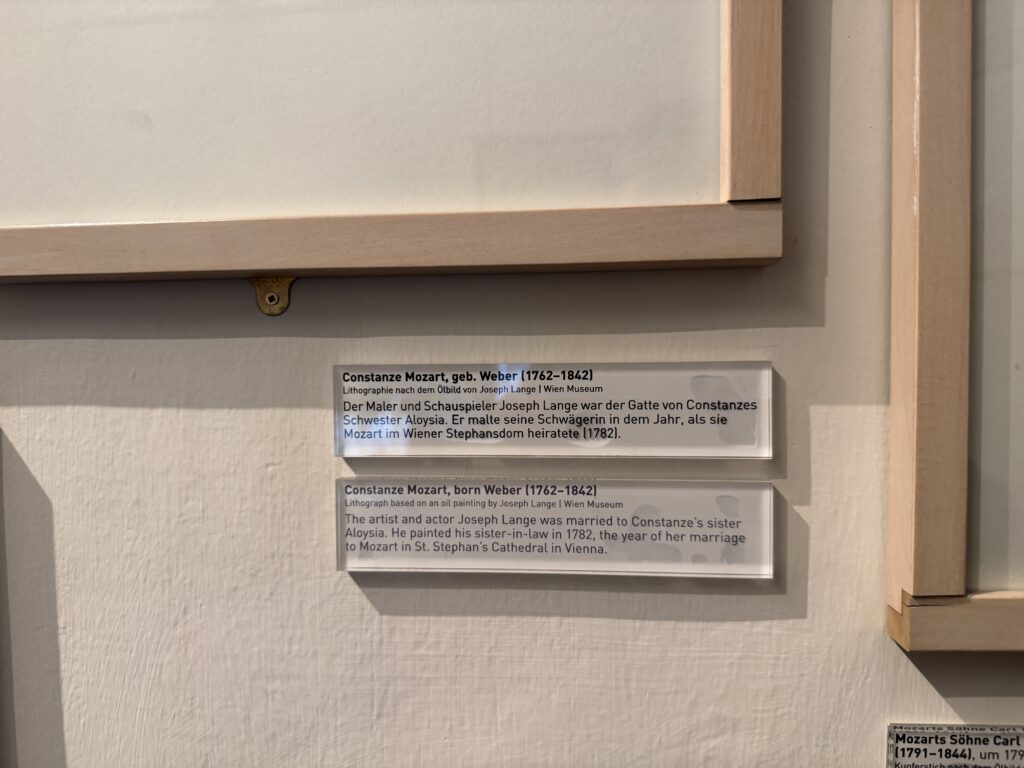 Constanze Mozart, geb. Weber (1762–1842)
Lithographie nach dem Ölbild von Joseph Lange | Wien Museum
Der Maler und Schauspieler Joseph Lange war der Gatte von Constanzes
Schwester Aloysia. Er malte seine Schwägerin in dem Jahr, als sie
Mozart im Wiener Stephansdom heiratete (1782).
Constanze Mozart, born Weber (1762–1842)
Lithograph based on an oil painting by Joseph Lange | Wien Museum
The artist and actor Joseph Lange was married to Constanze's sister
Aloysia. He painted his sister-in-law in 1782, the year of her marriage
to Mozart in St. Stephan's Cathedral in Vienna.
Mozarts Söhne Carl
(1791–1844), um 179
Kupferstich nach dem Ölbild